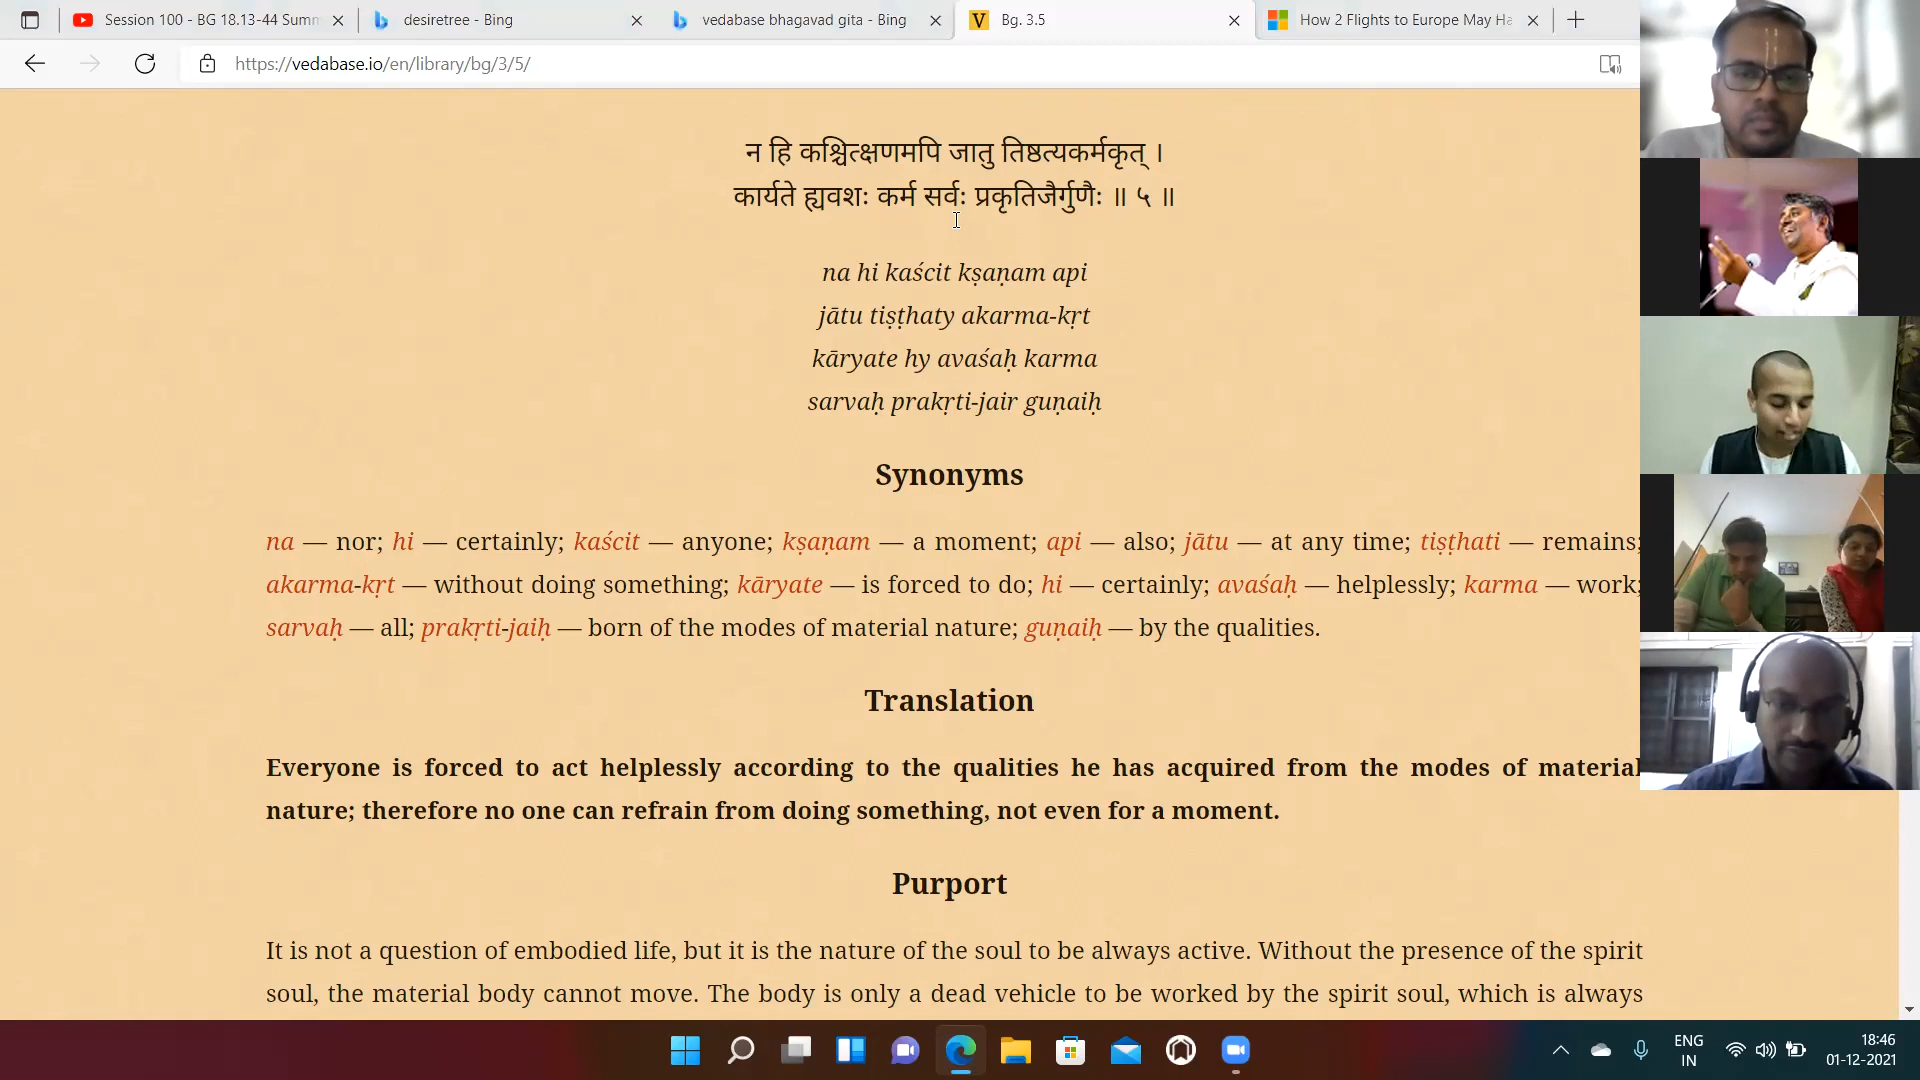 Session 100 - BG 18.13-44 Summ
desiretree - Bing
vedabase bhagavad gita - Bing
Bg. 3.5
How 2 Flights to Europe May Ha
https://vedabase.io/en/library/bg/3/5/
न हि कश्चित्क्षणमपि जातु तिष्ठत्यकर्मकृत् ।
कार्यते ह्यवशः कर्म सर्वः प्रकृतिजैर्गुणैः ॥ ५ ॥
na hi kaścit kṣaṇam api
jātu tiṣṭhaty akarma-kṛt
kāryate hy avaśaḥ karma
sarvaḥ prakṛti-jair guṇaiḥ
Synonyms
na — nor; hi — certainly; kaścit — anyone; kṣaṇam — a moment; api — also; jātu — at any time; tiṣṭhati — remains;
akarma-kṛt — without doing something; kāryate — is forced to do; hi — certainly; avaśaḥ — helplessly; karma — work;
sarvaḥ — all; prakṛti-jaiḥ — born of the modes of material nature; guṇaiḥ — by the qualities.
Translation
Everyone is forced to act helplessly according to the qualities he has acquired from the modes of material
nature; therefore no one can refrain from doing something, not even for a moment.
Purport
It is not a question of embodied life, but it is the nature of the soul to be always active. Without the presence of the spirit
soul, the material body cannot move. The body is only a dead vehicle to be worked by the spirit soul, which is always
ENG
IN
18:46
01-12-2021